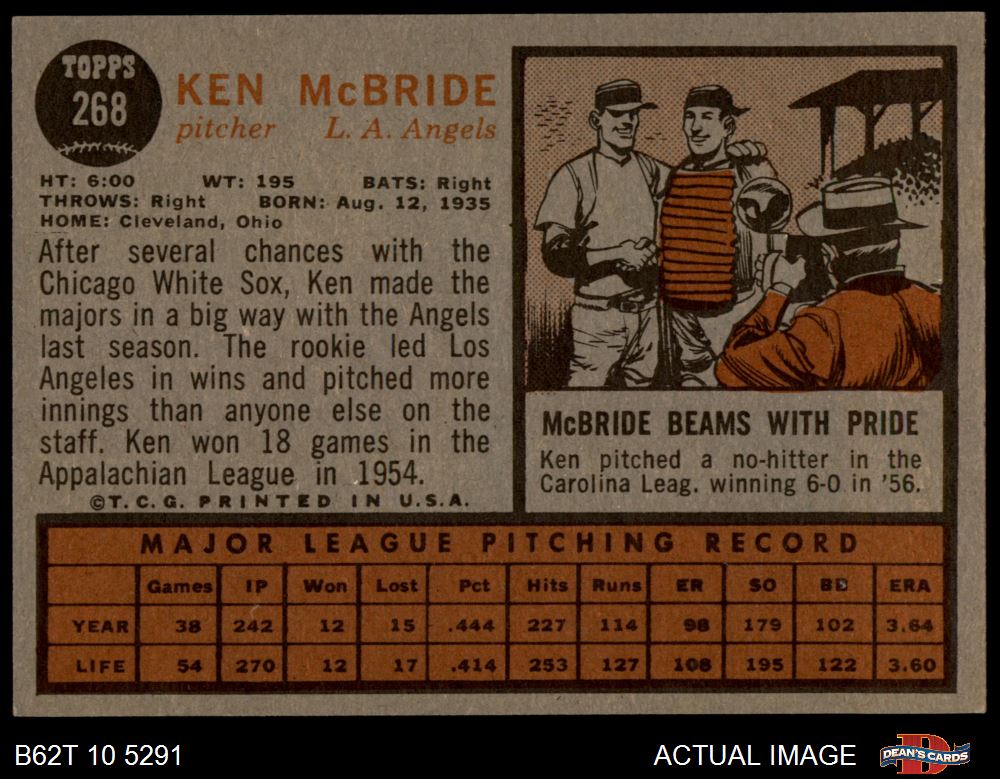 TOPPS
268
KEN McBRIDE
pitcher L. A. Angels
HT: 6:00 WT: 195 BATS: Right
THROWS: Right BORN: Aug. 12, 1935
HOME: Cleveland, Ohio
After several chances with the
Chicago White Sox, Ken made the
majors in a big way with the Angels
last season. The rookie led Los
Angeles in wins and pitched more
innings than anyone else on the
staff. Ken won 18 games in the
Appalachian League in 1954.
©T.C.G. PRINTED IN U.S.A.
McBRIDE BEAMS WITH PRIDE
Ken pitched a no-hitter in the
Carolina Leag. winning 6-0 in '56.
MAJOR LEAGUE PITCHING RECORD
Games IP Won Lost Pct Hits Runs ER SO BB ERA
YEAR 38 242 12 15 .444 227 114 98 179 102 3.64
LIFE 54 270 12 17 .414 253 127 108 195 122 3.60
B62T 10 5291 ACTUAL IMAGE DEAN'S CARDS